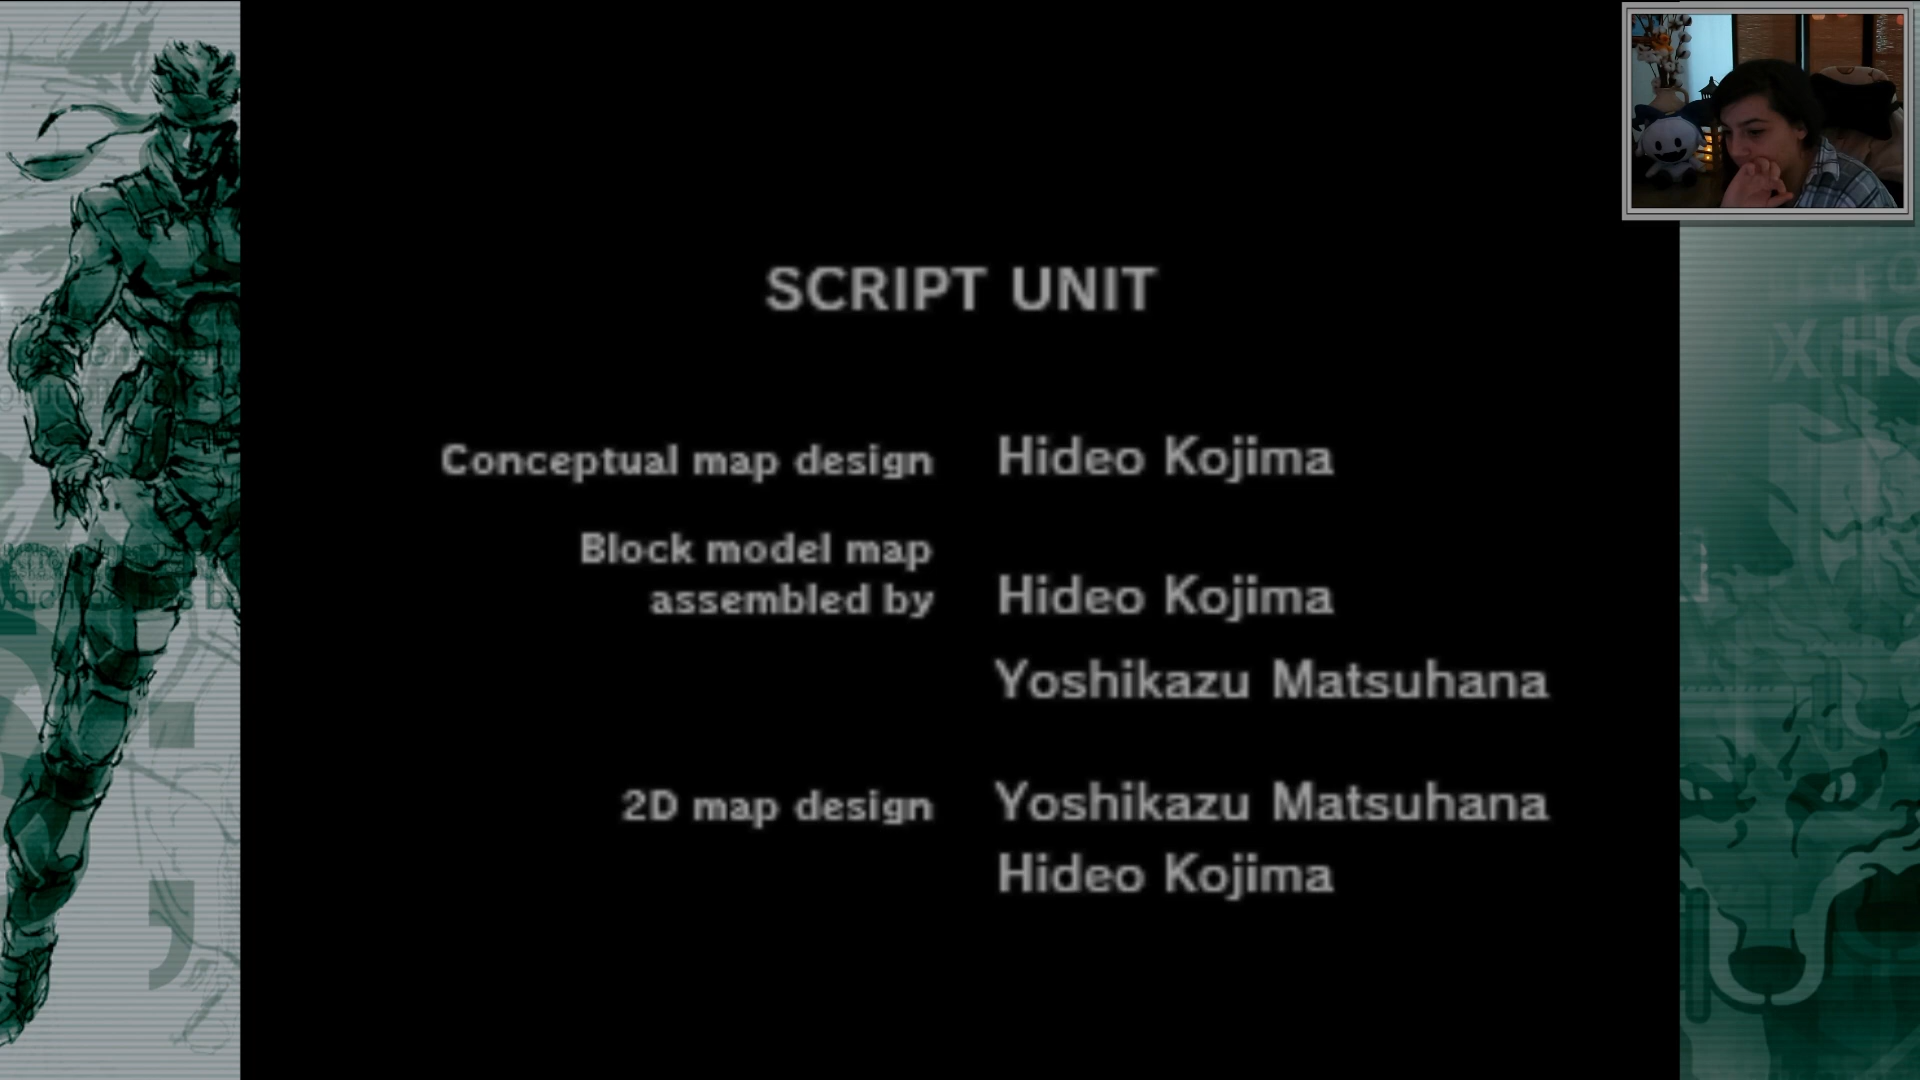 SCRIPT UNIT
Conceptual map design Hideo Kojima
Block model map
assembled by Hideo Kojima
Yoshikazu Matsuhana
2D map design Yoshikazu Matsuhana
Hideo Kojima
X HO